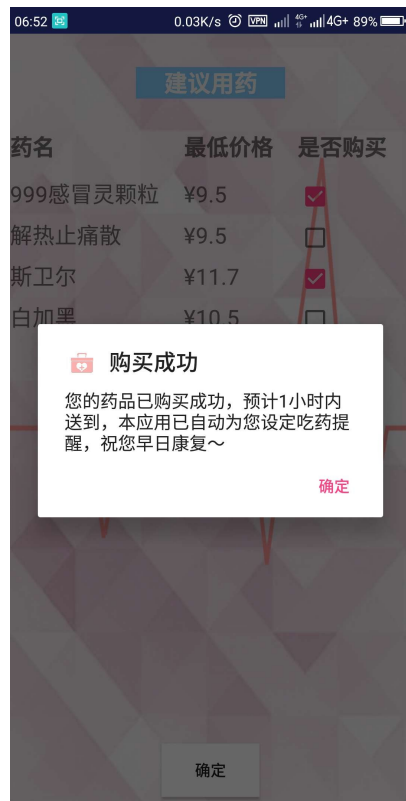 06:52 0.03K/s VPN 4G+ 4G+ 89%
建议用药
药名 最低价格 是否购买
999感冒灵颗粒 ¥9.5
解热止痛散 ¥9.5
斯卫尔 ¥11.7
白加黑 ¥10.5
购买成功
您的药品已购买成功，预计1小时内
送到，本应用已自动为您设定吃药提
醒，祝您早日康复～
确定
确定